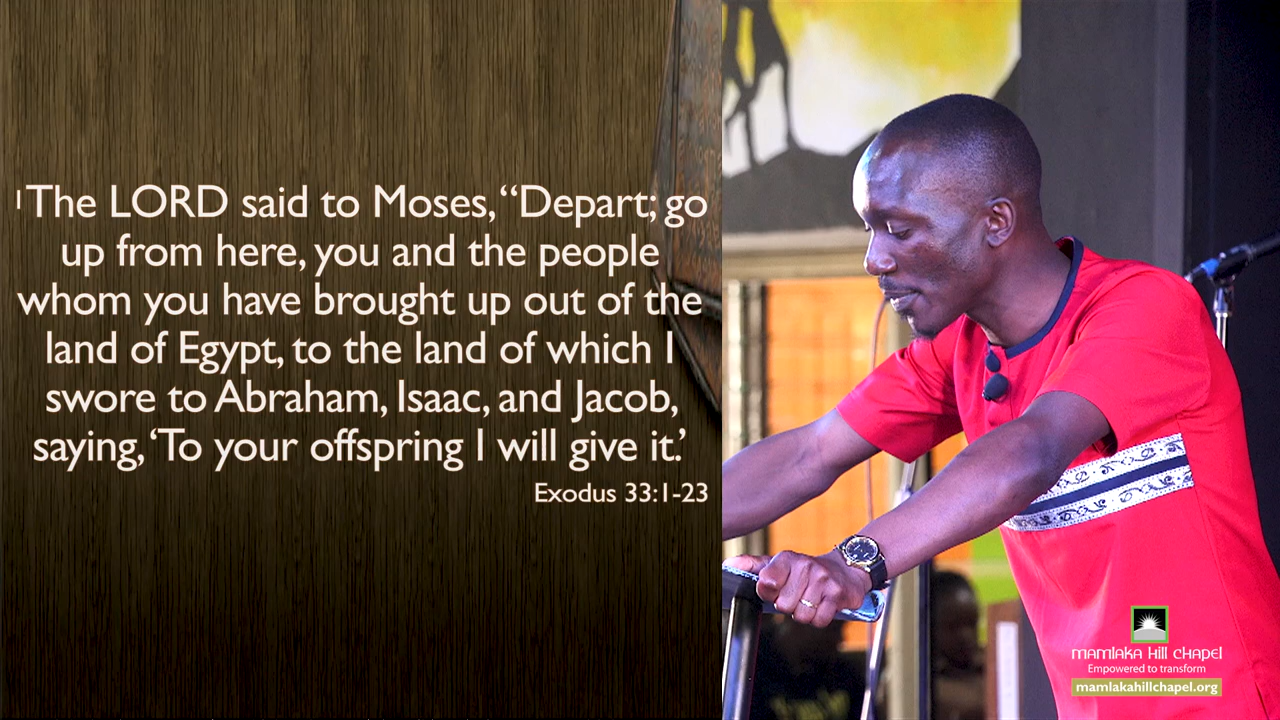 ¹The LORD said to Moses, “Depart; go
up from here, you and the people
whom you have brought up out of the
land of Egypt, to the land of which I
swore to Abraham, Isaac, and Jacob,
saying, ‘To your offspring I will give it.’
Exodus 33:1-23
mamlaka hill chapel
Empowered to transform
mamlakahillchapel.org